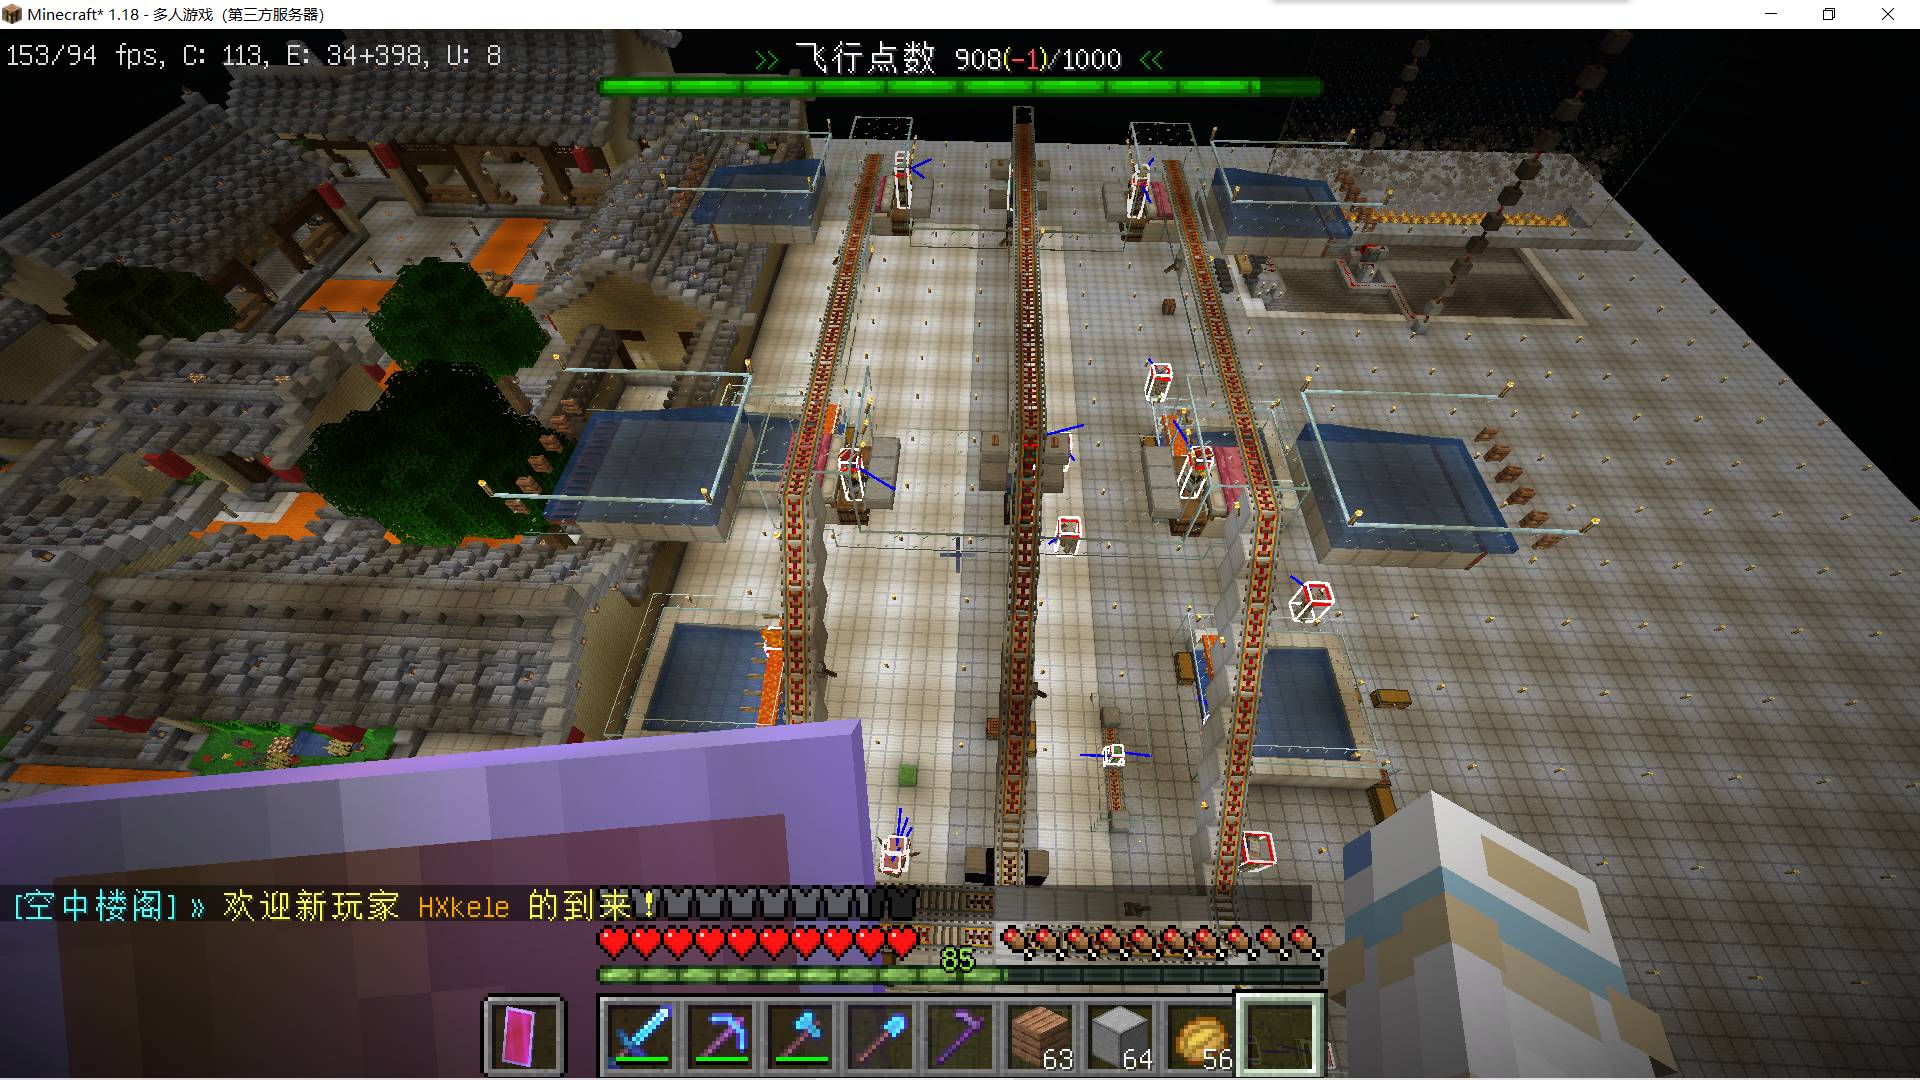 Minecraft* 1.18 - 多人游戏（第三方服务器）
153/94 fps, C: 113, E: 34+398, U: 8
>> 飞行点数 908(-1)/1000 <<
[空中楼阁] » 欢迎新玩家 HXkele 的到来！
85
63 64 56